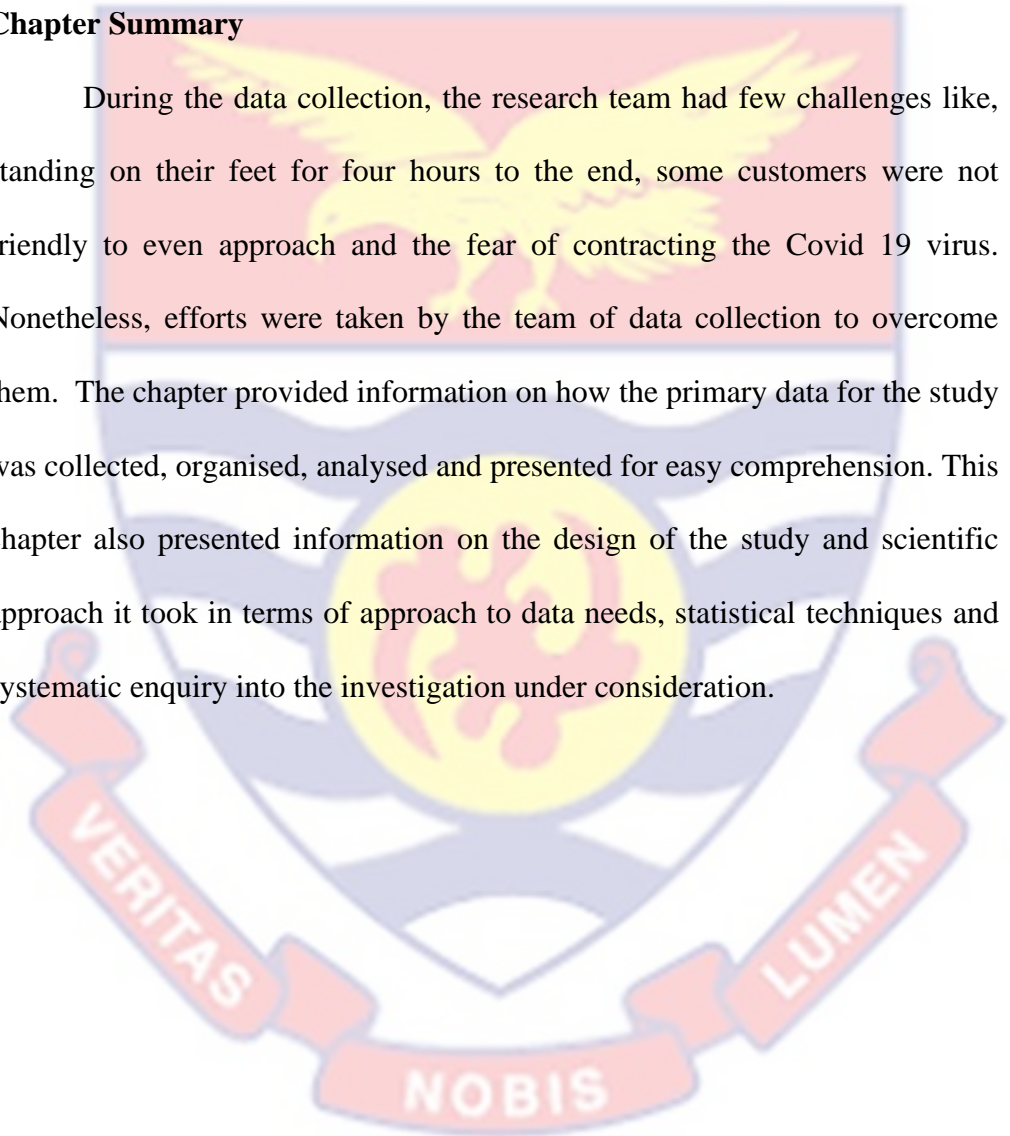 Chapter Summary
During the data collection, the research team had few challenges like,
standing on their feet for four hours to the end, some customers were not
friendly to even approach and the fear of contracting the Covid 19 virus.
Nonetheless, efforts were taken by the team of data collection to overcome
them. The chapter provided information on how the primary data for the study
was collected, organised, analysed and presented for easy comprehension. This
chapter also presented information on the design of the study and scientific
approach it took in terms of approach to data needs, statistical techniques and
systematic enquiry into the investigation under consideration.
VERITAS
NOBIS
LUMEN